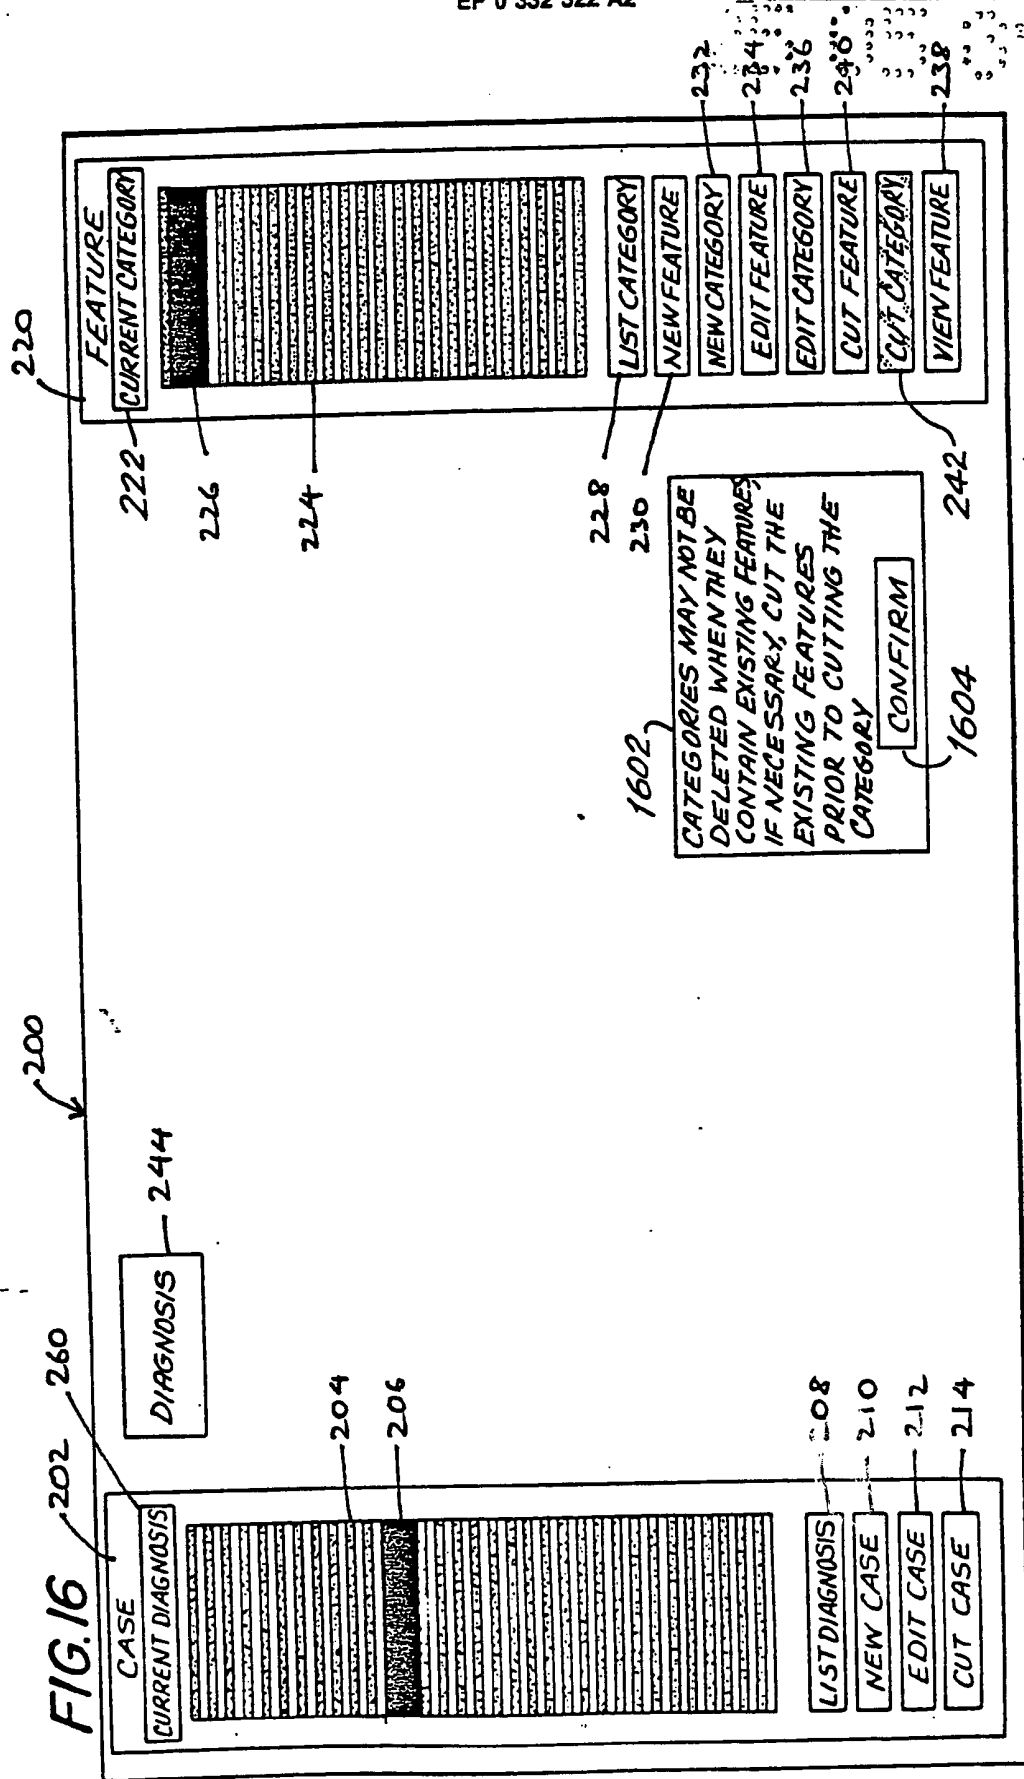 EP 0 332 322 A2
FIG.16
200
202
CASE
260
CURRENT DIAGNOSIS
204
206
LIST DIAGNOSIS
208
NEW CASE
210
EDIT CASE
212
CUT CASE
214
DIAGNOSIS
244
220
FEATURE
222
CURRENT CATEGORY
226
224
LIST CATEGORY
228
NEW FEATURE
230
NEW CATEGORY
232
EDIT FEATURE
234
EDIT CATEGORY
236
CUT FEATURE
240
CUT CATEGORY
242
VIEN FEATURE
238
1602
CATEGORIES MAY NOT BE
DELETED WHEN THEY
CONTAIN EXISTING FEATURES,
IF NECESSARY, CUT THE
EXISTING FEATURES
PRIOR TO CUTTING THE
CATEGORY
CONFIRM
1604